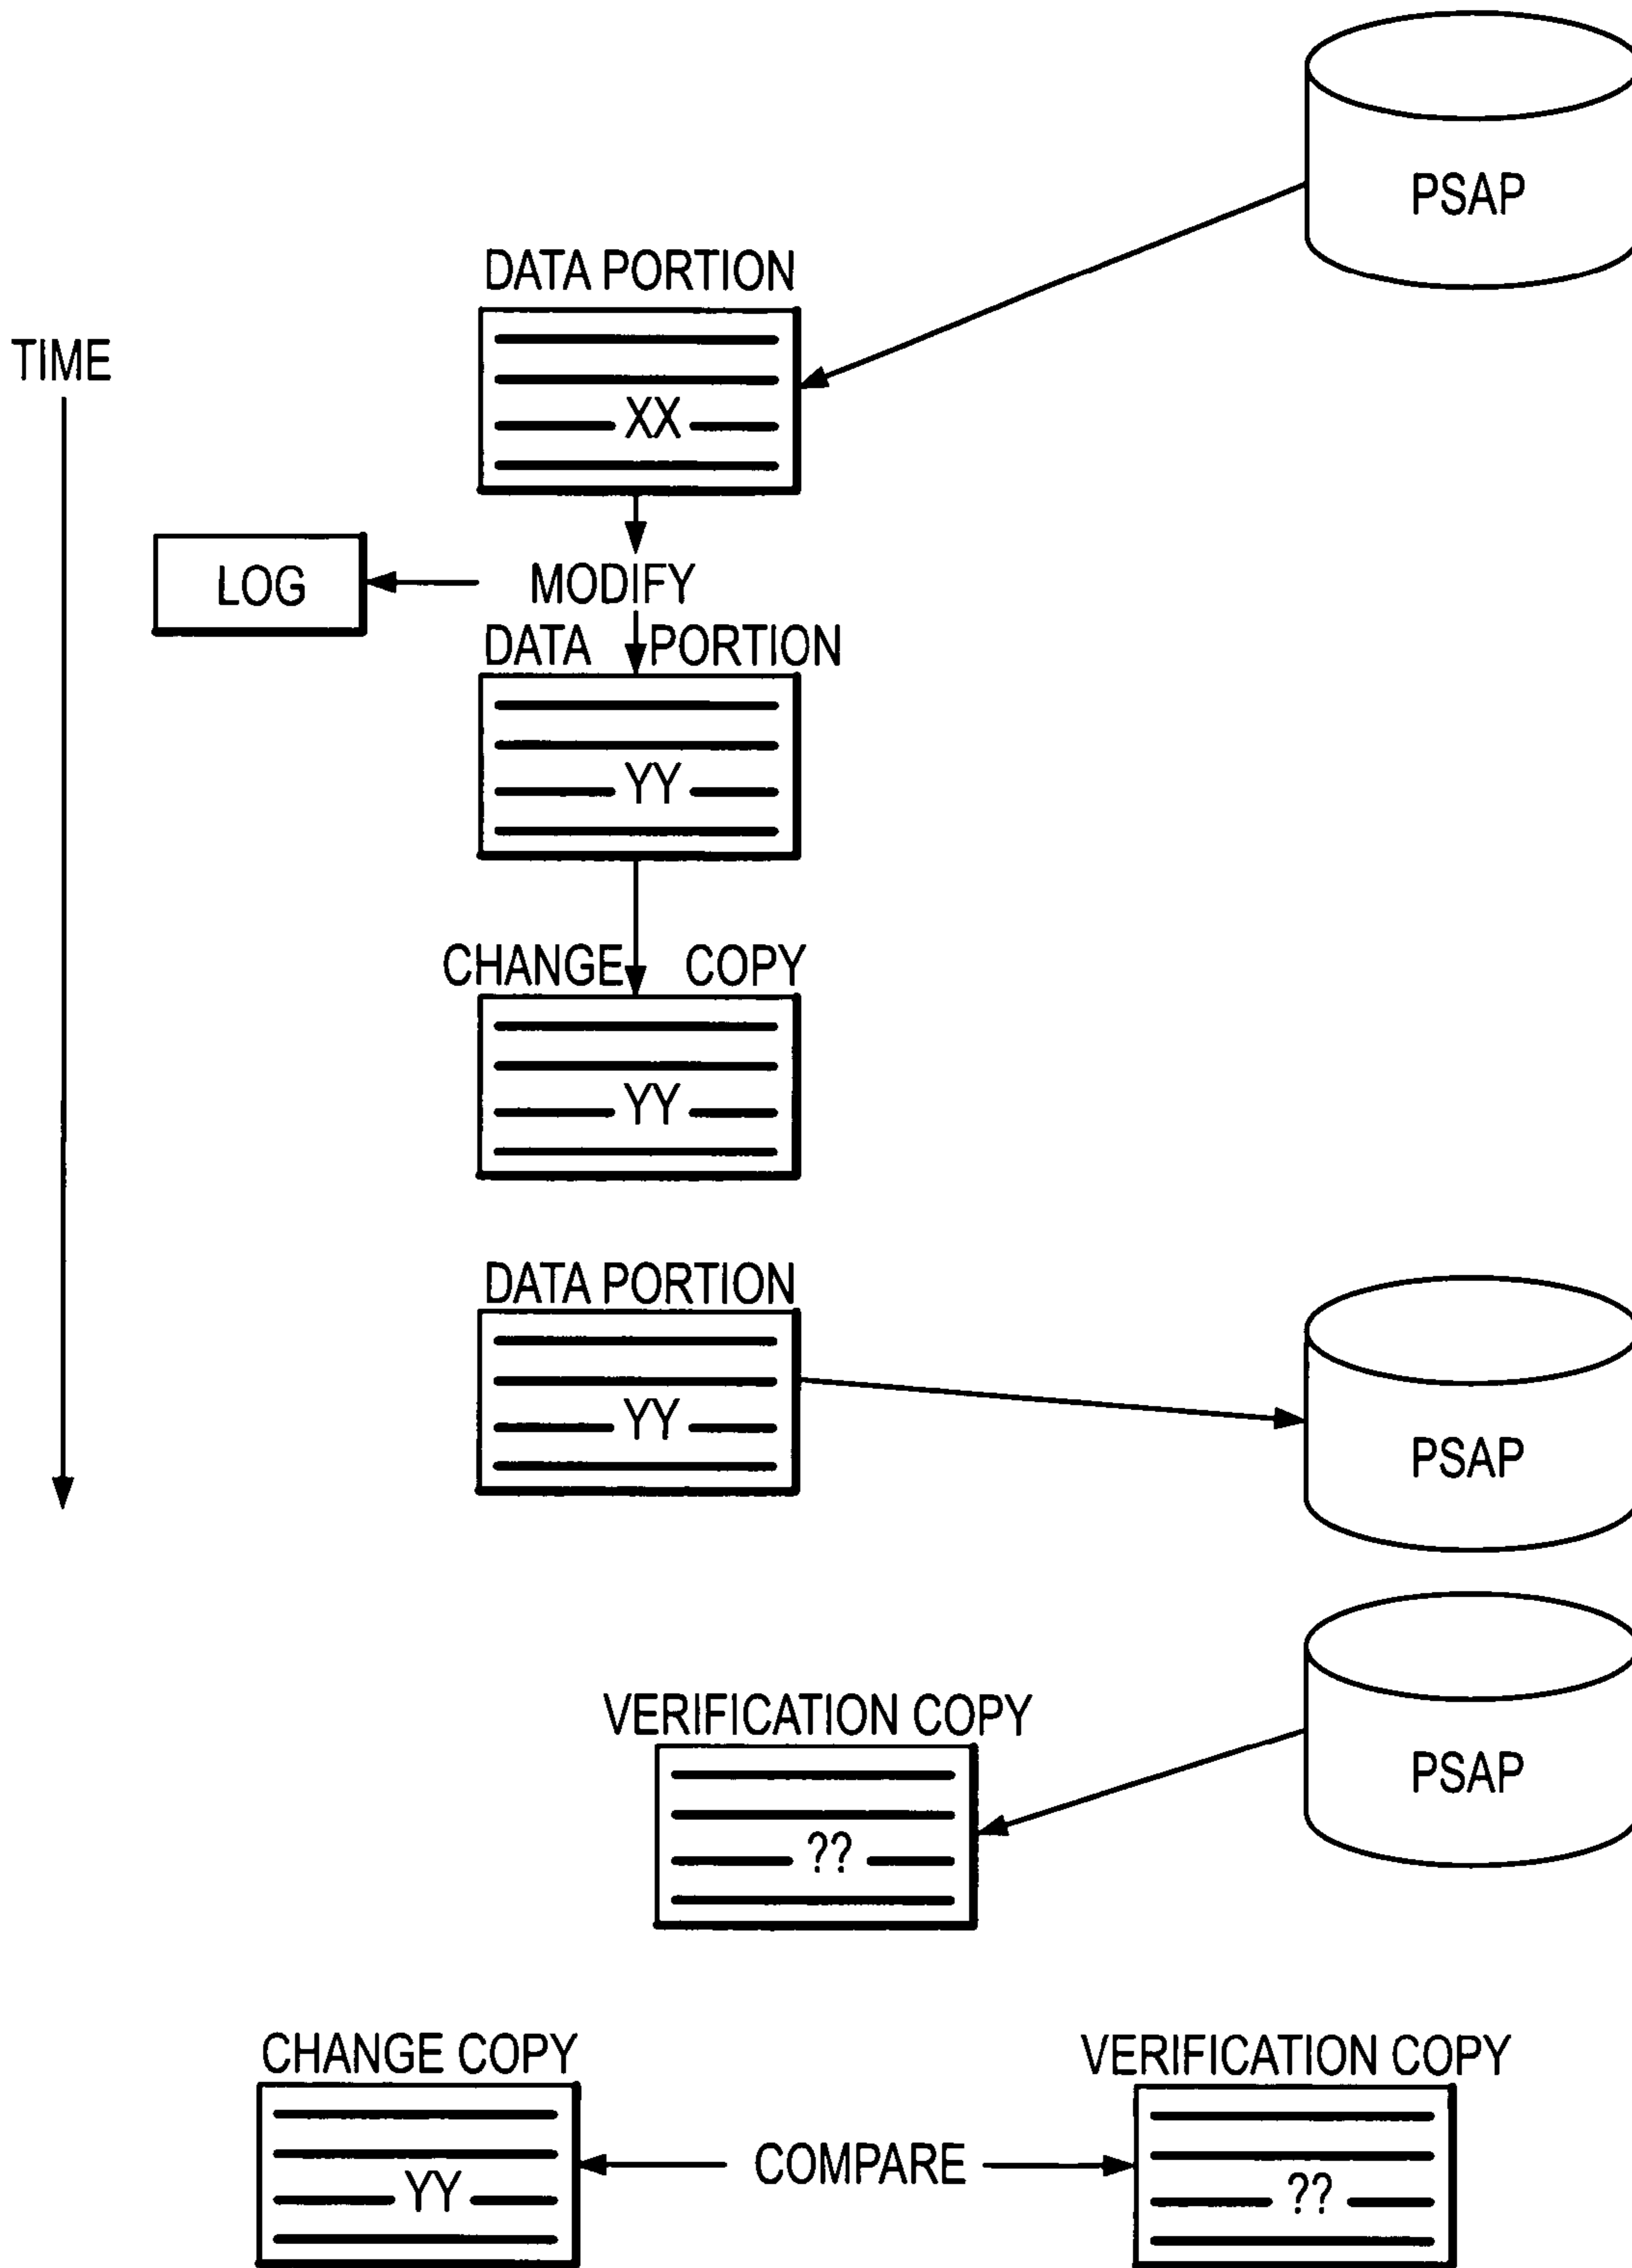 PSAP
DATA PORTION
TIME
XX
LOG
MODIFY
DATA PORTION
YY
CHANGE COPY
YY
DATA PORTION
YY
PSAP
VERIFICATION COPY
PSAP
??
CHANGE COPY
VERIFICATION COPY
COMPARE
YY
??